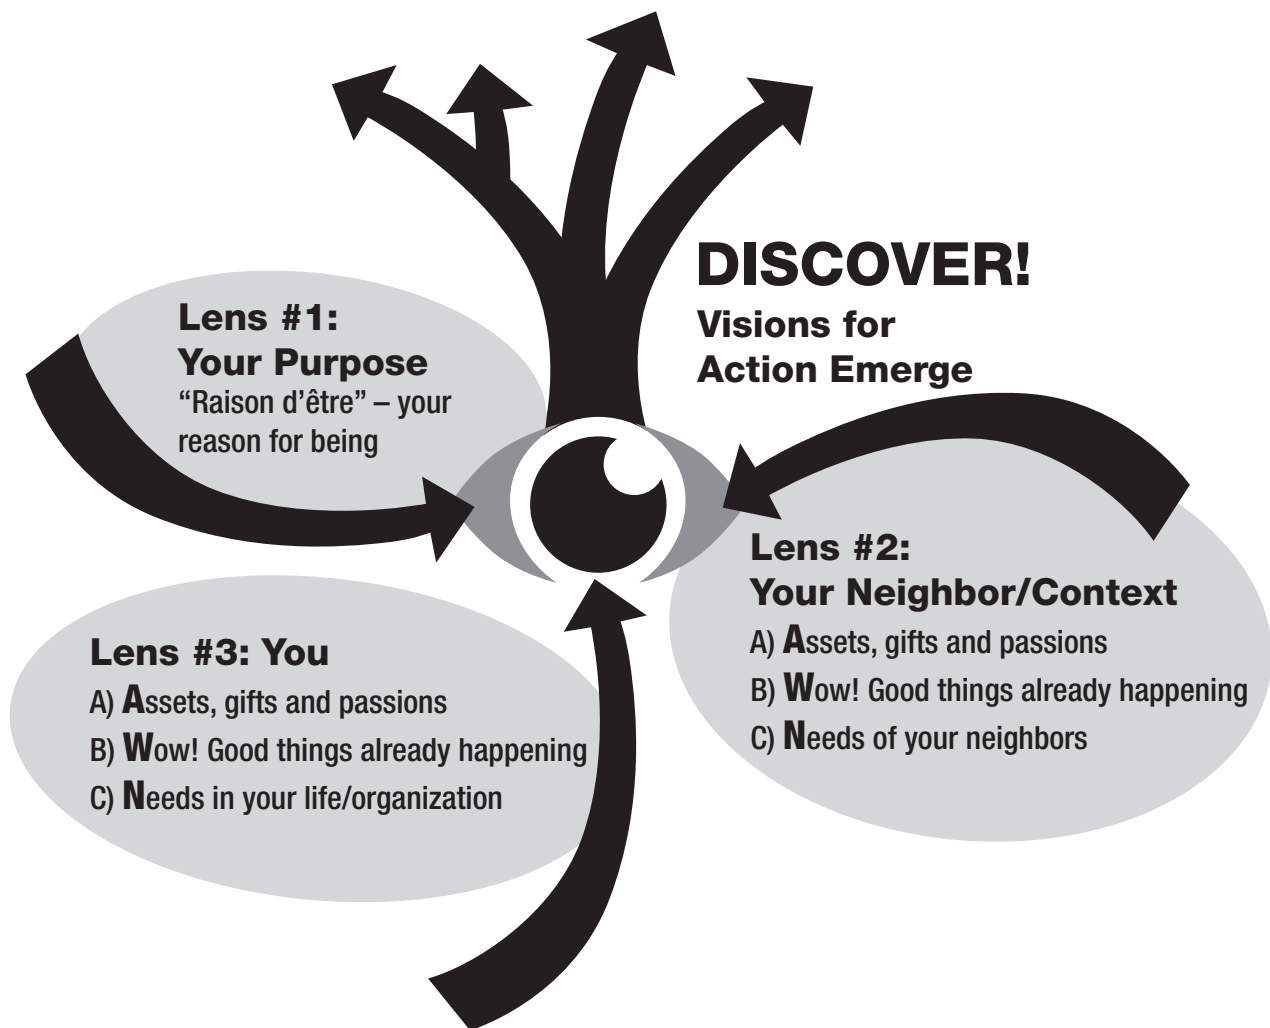 DISCOVER!
Visions for
Action Emerge
Lens #1:
Your Purpose
“Raison d’être” – your
reason for being
Lens #2:
Your Neighbor/Context
A) Assets, gifts and passions
B) Wow! Good things already happening
C) Needs of your neighbors
Lens #3: You
A) Assets, gifts and passions
B) Wow! Good things already happening
C) Needs in your life/organization